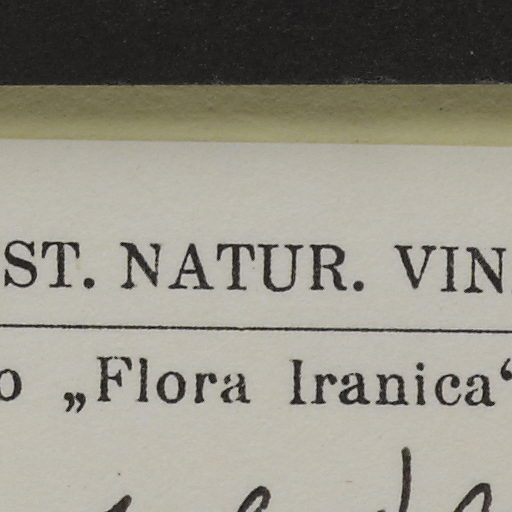 ST. NATUR. VIN
o „Flora Iranica“